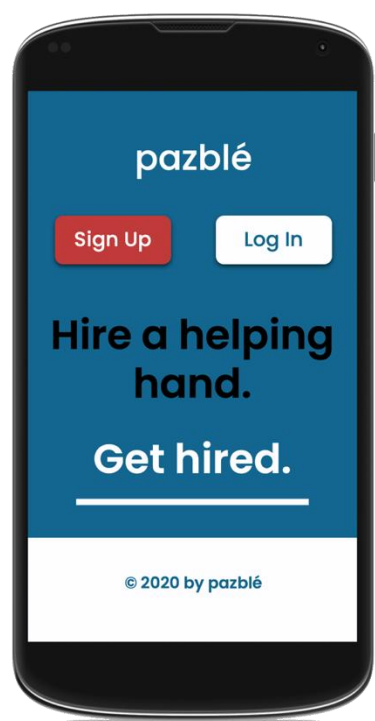 pazblé
Sign Up
Log In
Hire a helping
hand.
Get hired.
© 2020 by pazblé